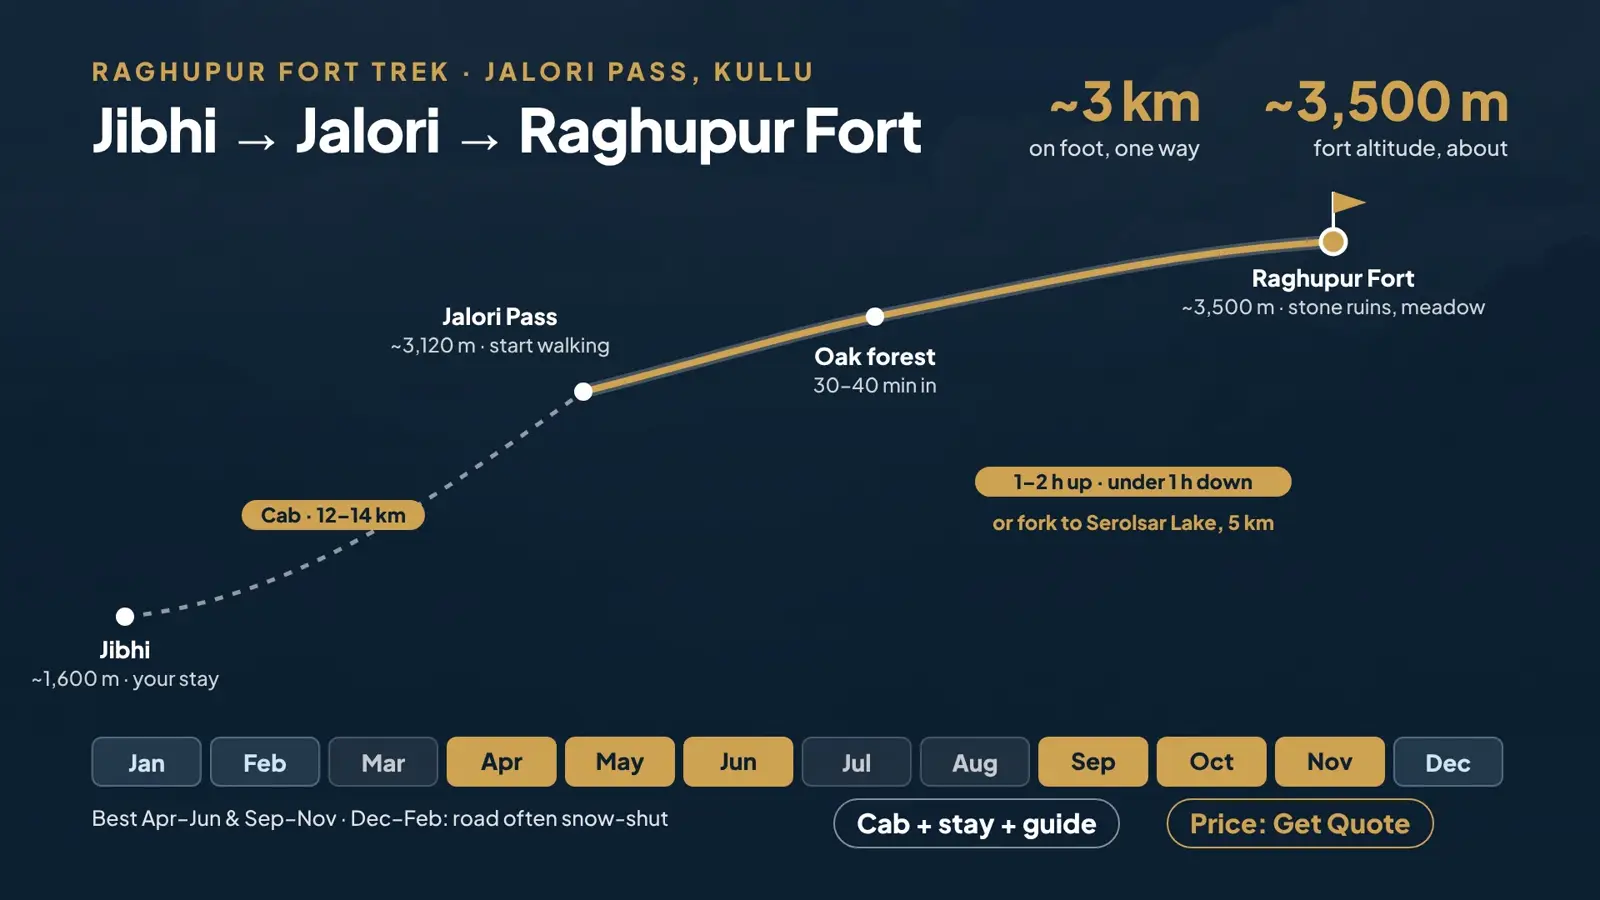 RAGHUPUR FORT TREK · JALORI PASS, KULLU
Jibhi → Jalori → Raghupur Fort
~3 km
on foot, one way
~3,500 m
fort altitude, about
Raghupur Fort
~3,500 m · stone ruins, meadow
Jalori Pass
~3,120 m · start walking
Oak forest
30–40 min in
1–2 h up · under 1 h down
or fork to Serolsar Lake, 5 km
Cab · 12–14 km
Jibhi
~1,600 m · your stay
Jan Feb Mar Apr May Jun Jul Aug Sep Oct Nov Dec
Best Apr–Jun & Sep–Nov · Dec–Feb: road often snow-shut
Cab + stay + guide
Price: Get Quote